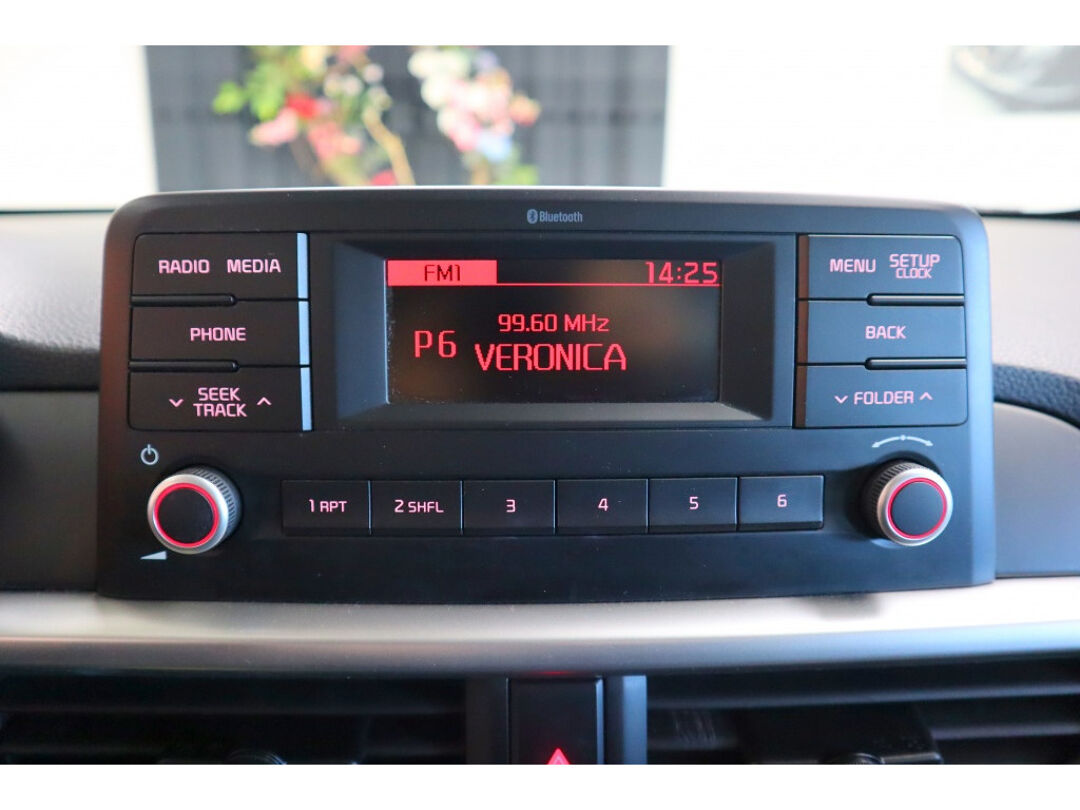 Bluetooth
RADIO MEDIA
PHONE
SEEK
TRACK
FM1 14:25
99.60 MHz
P6 VERONICA
MENU SETUP
CLOCK
BACK
FOLDER
1 RPT 2 SHFL 3 4 5 6